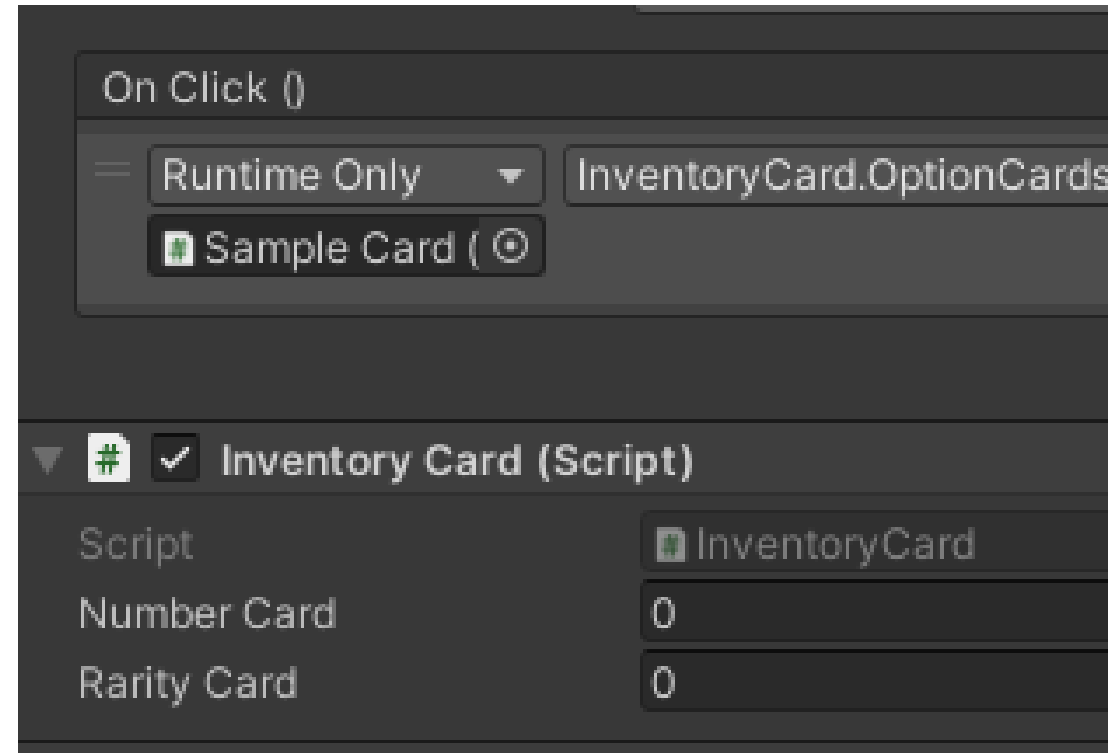 On Click ()
Runtime Only InventoryCard.OptionCards
# Sample Card (
# Inventory Card (Script)
Script # InventoryCard
Number Card 0
Rarity Card 0